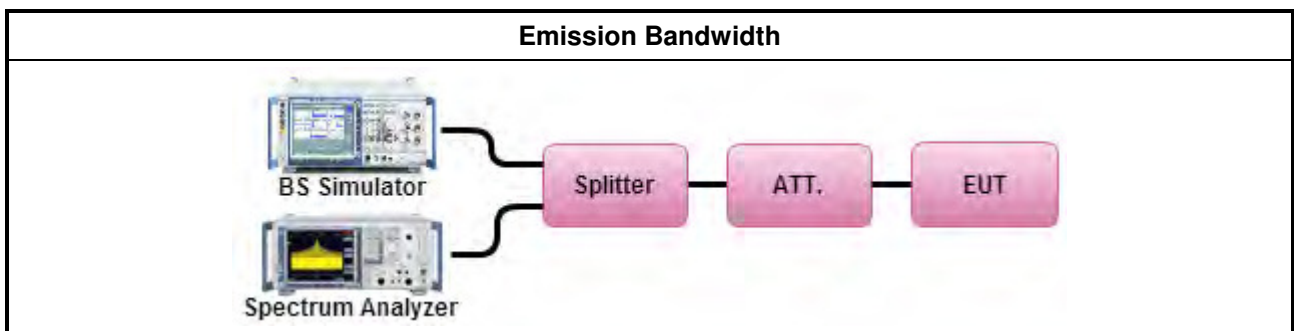 Emission Bandwidth
BS Simulator
Spectrum Analyzer
Splitter
ATT.
EUT